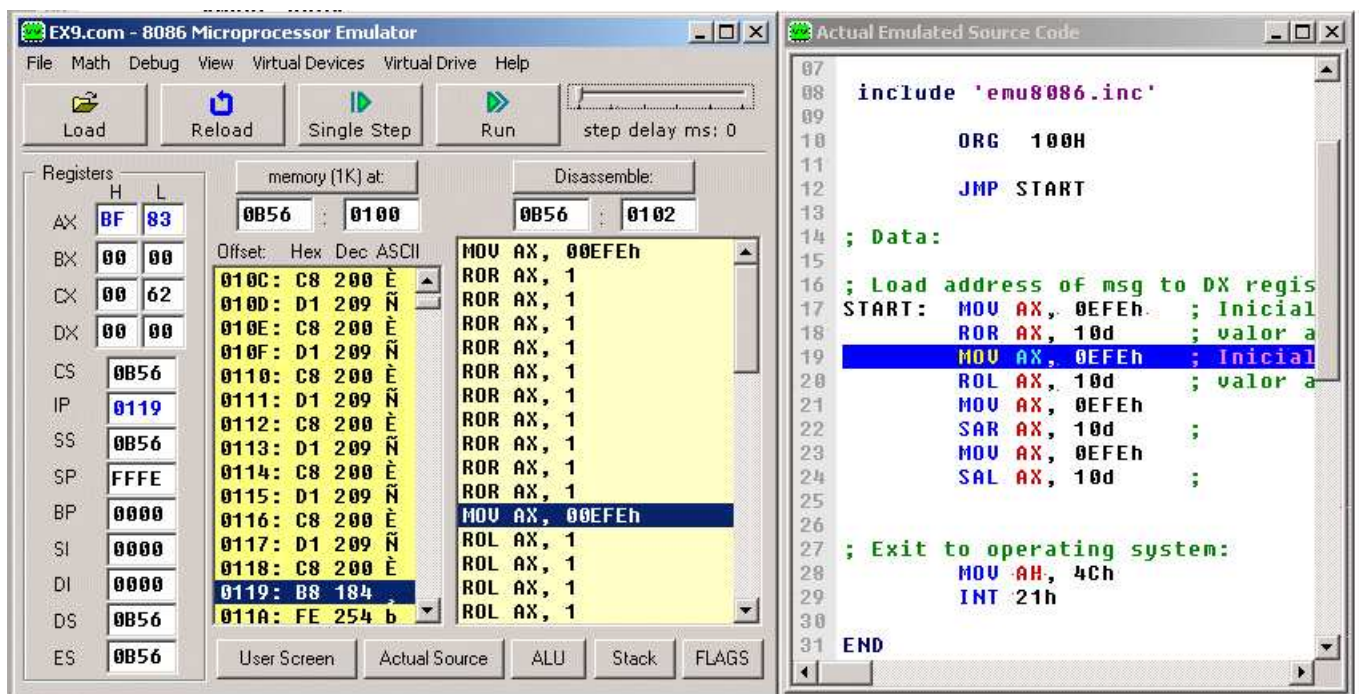 EX9.com - 8086 Microprocessor Emulator
File Math Debug View Virtual Devices Virtual Drive Help
Load Reload Single Step Run step delay ms: 0
Registers
H L
AX BF 83
BX 00 00
CX 00 62
DX 00 00
CS 0B56
IP 0119
SS 0B56
SP FFFE
BP 0000
SI 0000
DI 0000
DS 0B56
ES 0B56
memory (1K) at:
0B56 : 0100
Offset: Hex Dec ASCII
010C: C8 200 È
010D: D1 209 Ñ
010E: C8 200 È
010F: D1 209 Ñ
0110: C8 200 È
0111: D1 209 Ñ
0112: C8 200 È
0113: D1 209 Ñ
0114: C8 200 È
0115: D1 209 Ñ
0116: C8 200 È
0117: D1 209 Ñ
0118: C8 200 È
0119: B8 184 ¸
011A: FE 254 þ
Disassemble:
0B56 : 0102
MOV AX, 00EFEh
ROR AX, 1
ROR AX, 1
ROR AX, 1
ROR AX, 1
ROR AX, 1
ROR AX, 1
ROR AX, 1
ROR AX, 1
ROR AX, 1
ROR AX, 1
MOV AX, 00EFEh
ROL AX, 1
ROL AX, 1
ROL AX, 1
ROL AX, 1
User Screen Actual Source ALU Stack FLAGS
Actual Emulated Source Code
07
08 include 'emu8086.inc'
09
10 ORG 100H
11
12 JMP START
13
14 ; Data:
15
16 ; Load address of msg to DX regis
17 START: MOV AX, 0EFEh ; Inicial
18 ROR AX, 10d ; valor a
19 MOV AX, 0EFEh ; Inicial
20 ROL AX, 10d ; valor a
21 MOV AX, 0EFEh
22 SAR AX, 10d ;
23 MOV AX, 0EFEh
24 SAL AX, 10d ;
25
26
27 ; Exit to operating system:
28 MOV AH, 4Ch
29 INT 21h
30
31 END